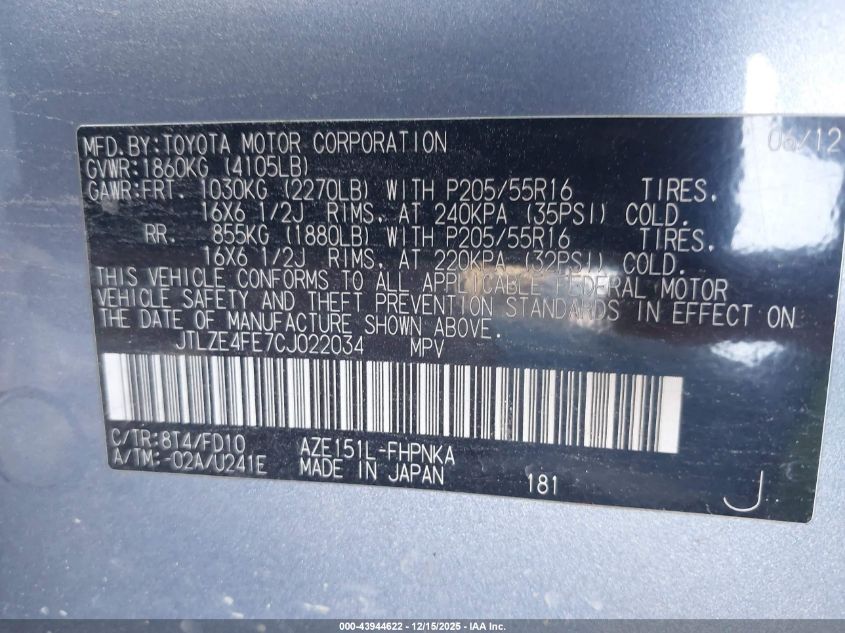 MFD.BY:TOYOTA MOTOR CORPORATION 06/12
GVWR:1860KG (4105LB)
GAWR:FRT. 1030KG (2270LB) WITH P205/55R16 TIRES,
16X6 1/2J RIMS, AT 240KPA (35PSI) COLD.
RR. 855KG (1880LB) WITH P205/55R16 TIRES,
16X6 1/2J RIMS, AT 220KPA (32PSI) COLD.
THIS VEHICLE CONFORMS TO ALL APPLICABLE FEDERAL MOTOR
VEHICLE SAFETY AND THEFT PREVENTION STANDARDS IN EFFECT ON
THE DATE OF MANUFACTURE SHOWN ABOVE.
JTLZE4FE7CJ022034 MPV
C/TR:8T4/FD10 AZE151L-FHPNKA
A/TM:-02A/U241E MADE IN JAPAN 181 J
000-43944622 - 12/15/2025 - IAA Inc.